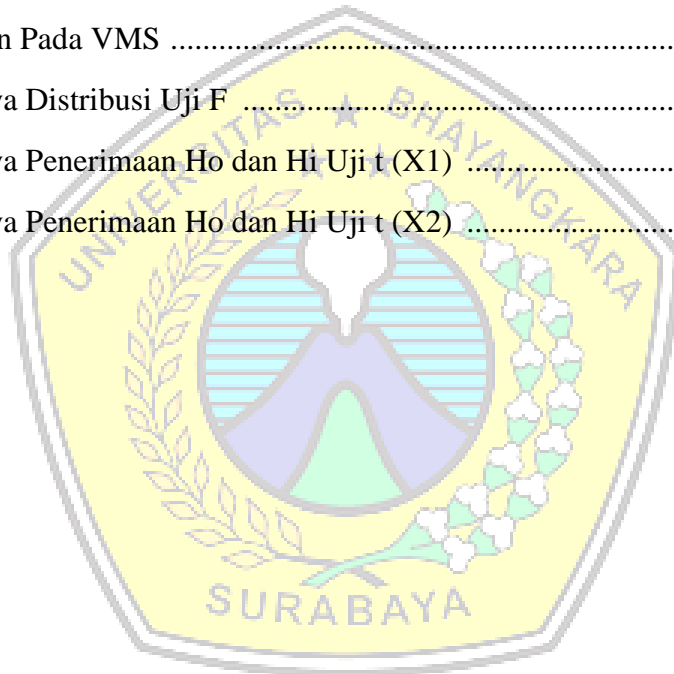 n Pada VMS ....................................................................
a Distribusi Uji F ..........................................................
a Penerimaan Ho dan Hi Uji t (X1) ............................
a Penerimaan Ho dan Hi Uji t (X2) ............................
UNIVERSITAS BHAYANGKARA
SURABAYA